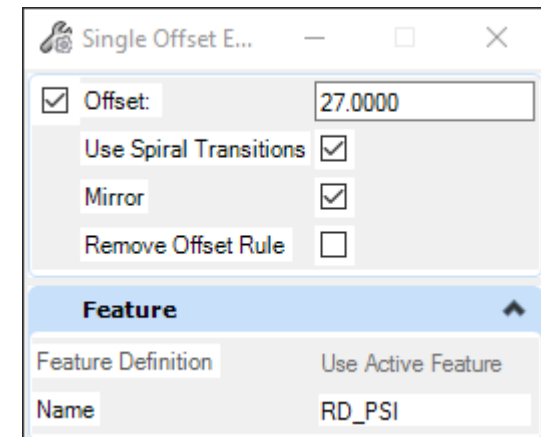 Single Offset E...
Offset: 27.0000
Use Spiral Transitions
Mirror
Remove Offset Rule
Feature
Feature Definition Use Active Feature
Name RD_PSI